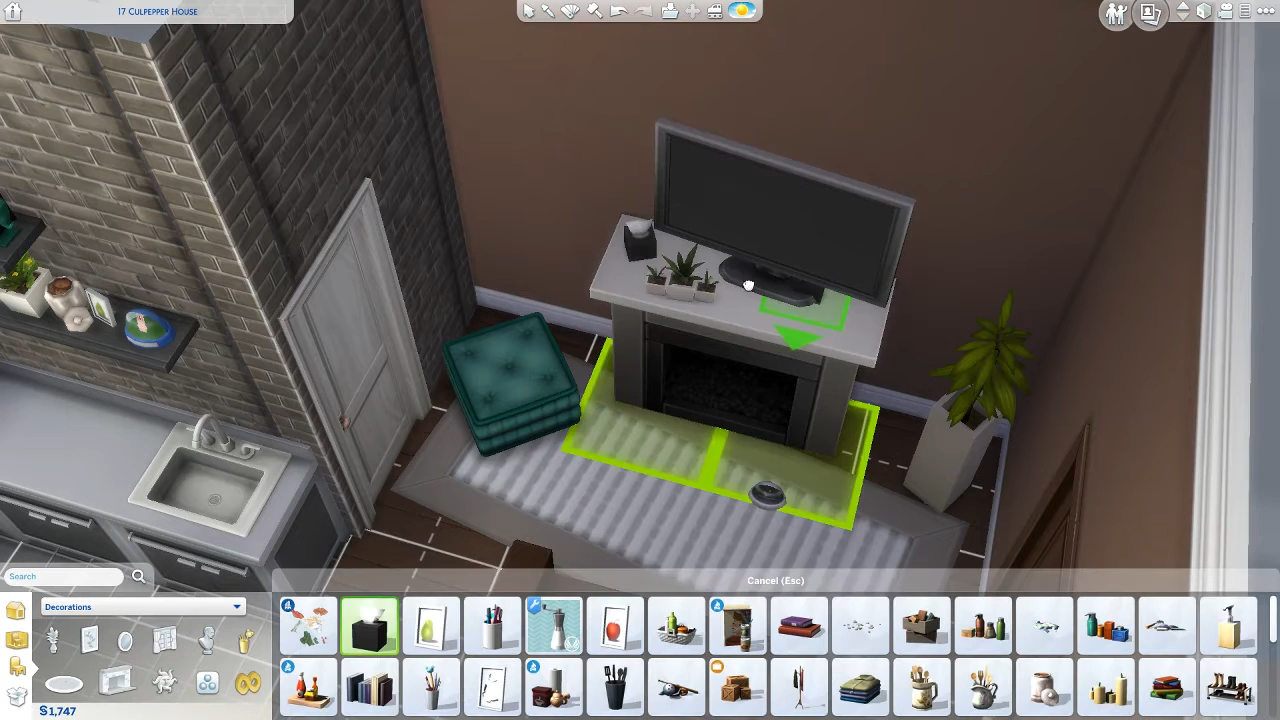 17 Culpepper House
Cancel (Esc)
Search
Decorations
§1,747